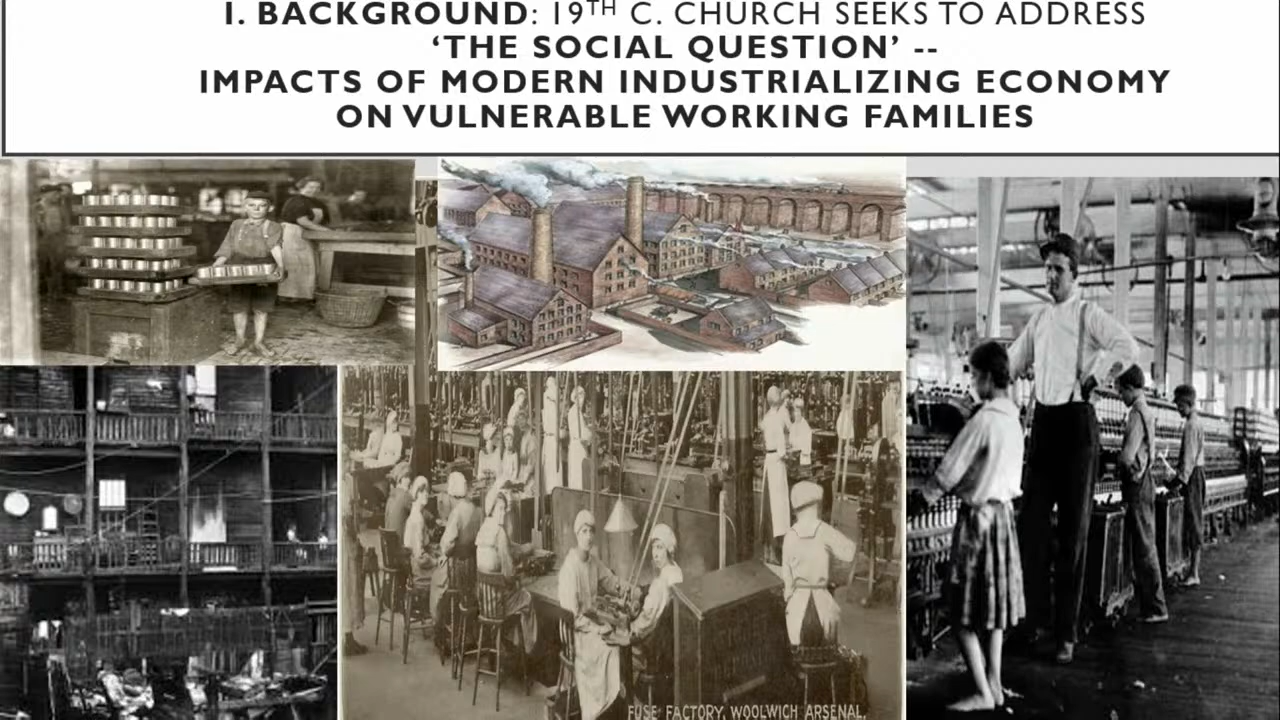 I. BACKGROUND: 19TH C. CHURCH SEEKS TO ADDRESS
‘THE SOCIAL QUESTION’ --
IMPACTS OF MODERN INDUSTRIALIZING ECONOMY
ON VULNERABLE WORKING FAMILIES
FUSE FACTORY, WOOLWICH ARSENAL.